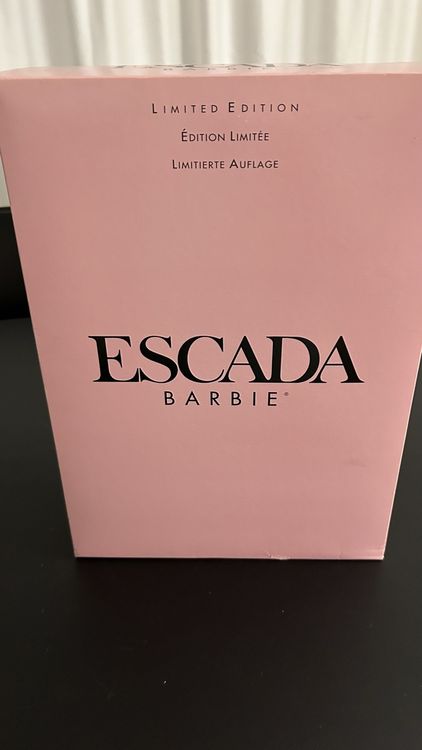 LIMITED EDITION
ÉDITION LIMITÉE
LIMITIERTE AUFLAGE
ESCADA
BARBIE®